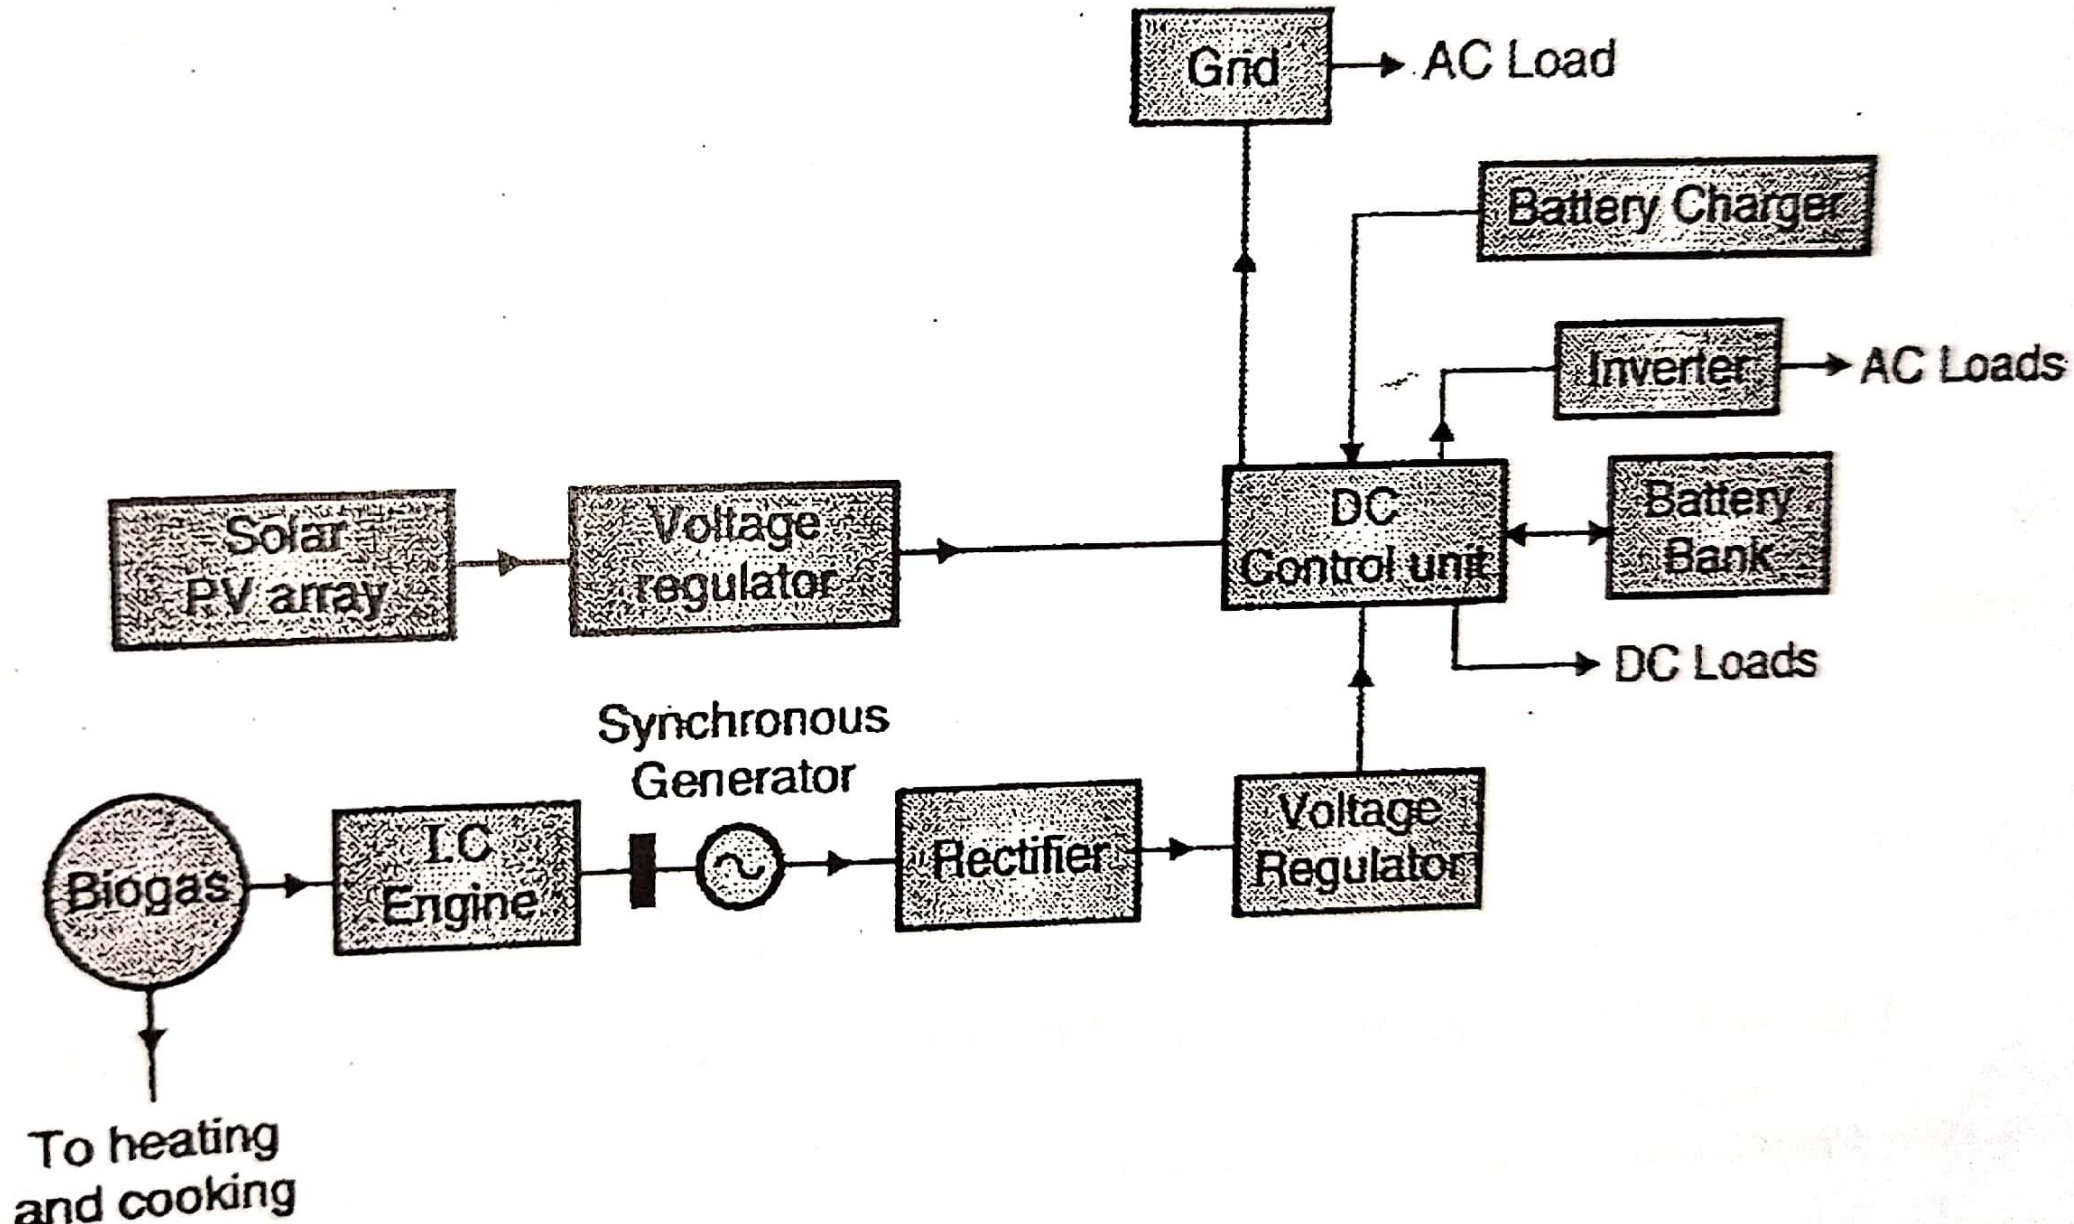 Grid
AC Load
Battery Charger
Inverter
AC Loads
Solar
PV array
Voltage
regulator
DC
Control unit
Battery
Bank
DC Loads
Synchronous
Generator
Biogas
I.C
Engine
Rectifier
Voltage
Regulator
To heating
and cooking